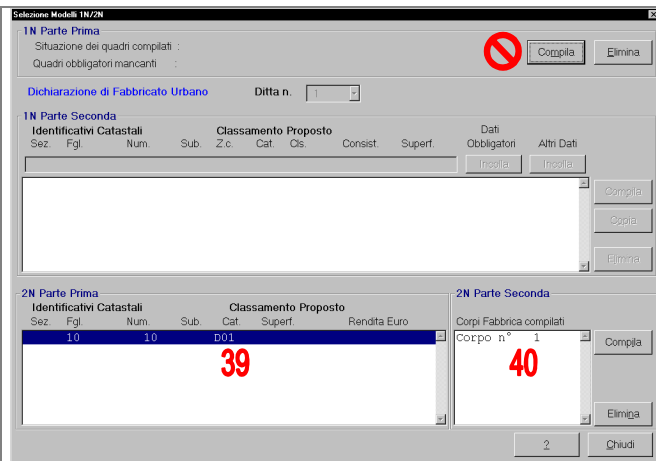 Selezione Modelli 1N/2N
1N Parte Prima
Situazione dei quadri compilati :
Compila Elimina
Quadri obbligatori mancanti :
Dichiarazione di Fabbricato Urbano Ditta n. 1
1N Parte Seconda
Identificativi Catastali Classamento Proposto Dati
Sez. Fgl. Num. Sub. Z.c. Cat. Cls. Consist. Superf. Obbligatori Altri Dati
Incolla Incolla
Compila
Copia
Elimina
2N Parte Prima 2N Parte Seconda
Identificativi Catastali Classamento Proposto
Sez. Fgl. Num. Sub. Cat. Superf. Rendita Euro Corpi Fabbrica compilati
10 10 D01 Corpo n° 1 Compila
39 40
Elimina
? Chiudi